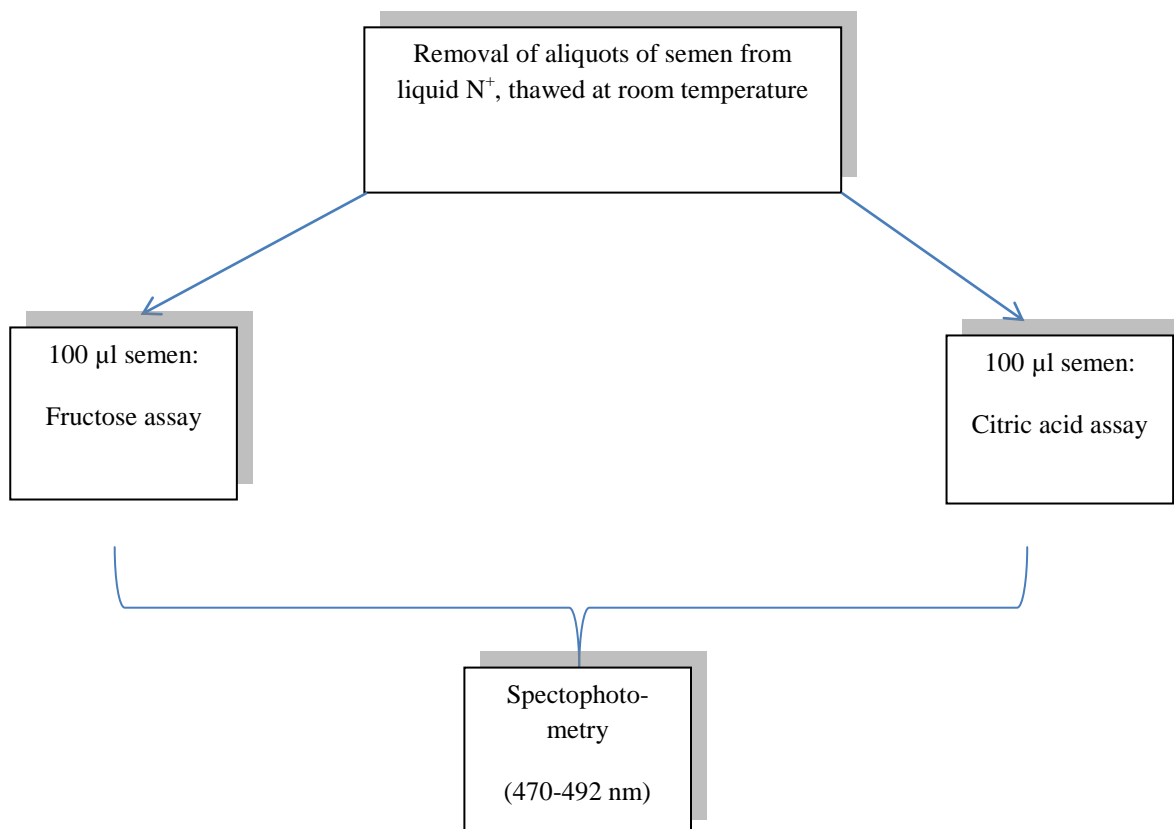 Removal of aliquots of semen from
liquid N⁺, thawed at room temperature
100 µl semen:
Fructose assay
100 µl semen:
Citric acid assay
Spectophoto-
metry
(470-492 nm)